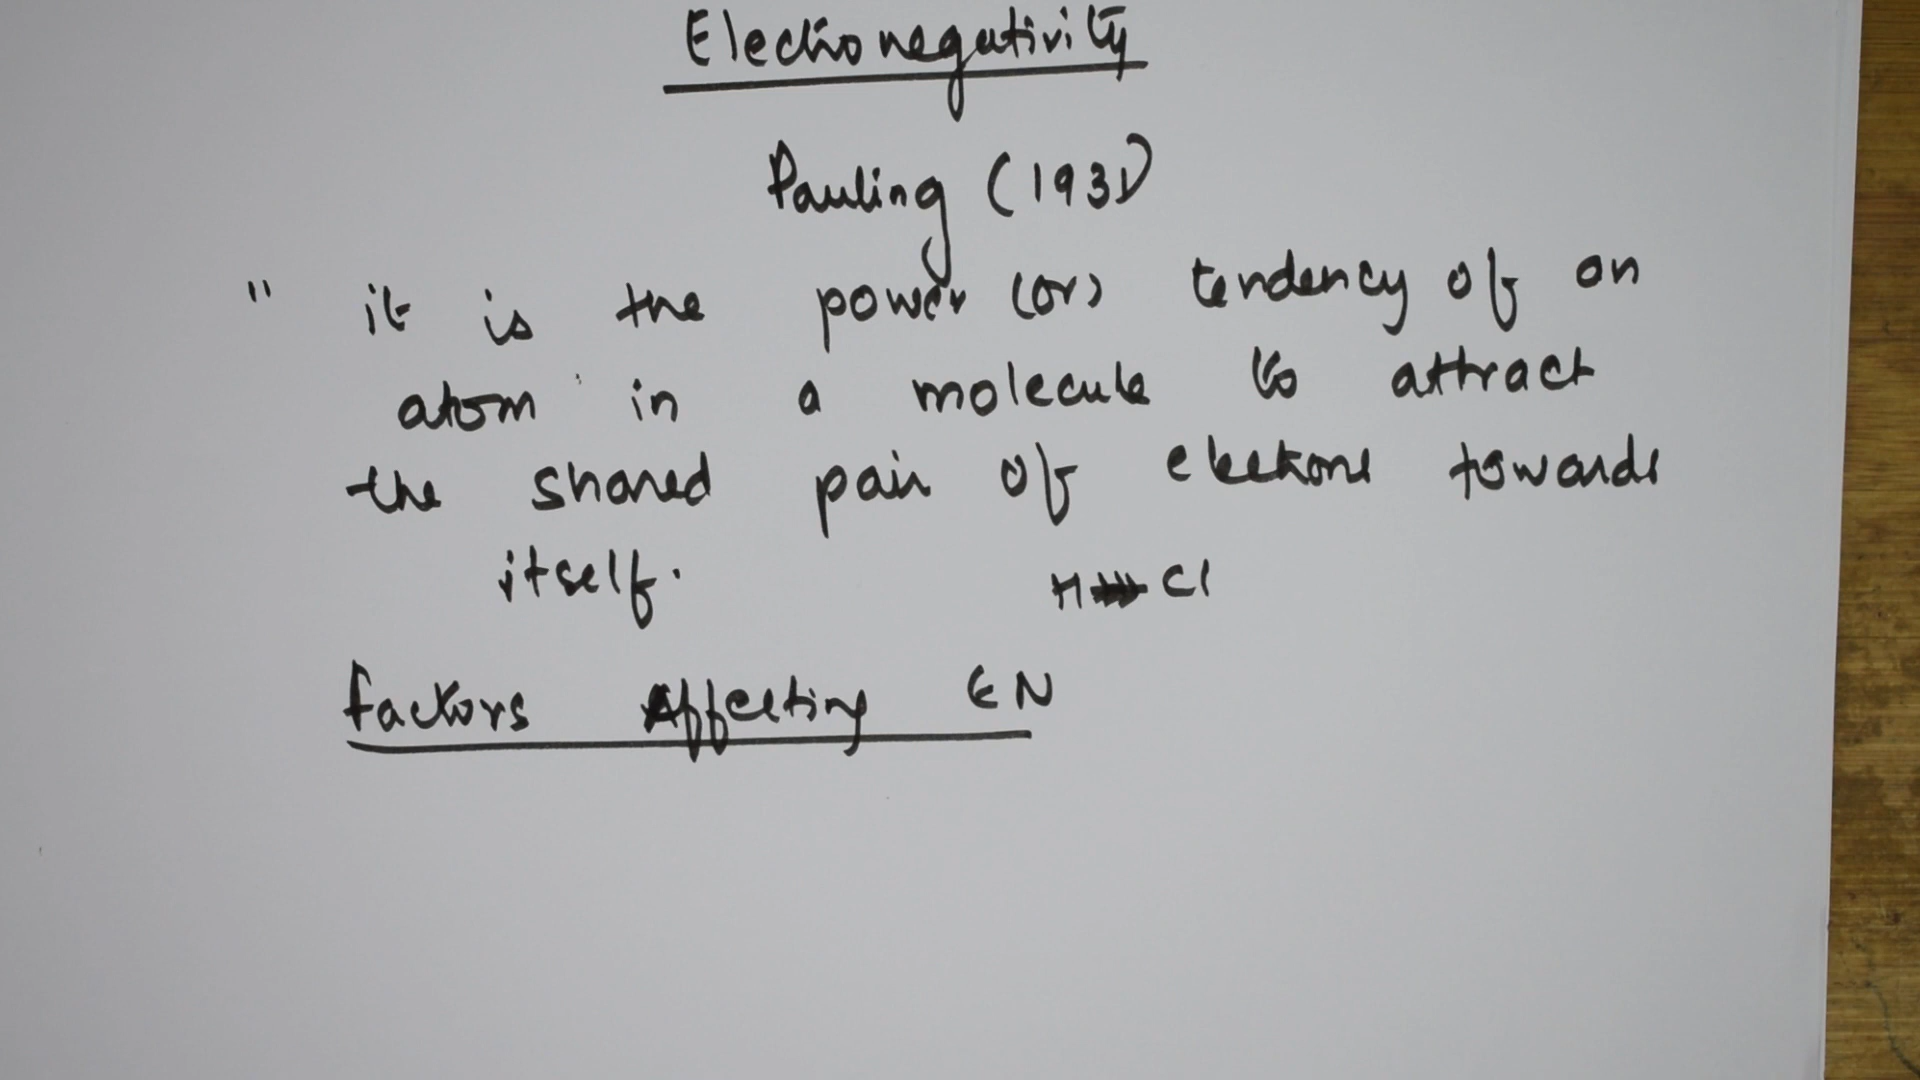 Electronegativity
Pauling (1931)
" it is the power (or) tendency of an
atom in a molecule to attract
the shared pair of electrons towards
itself.
H Cl
factors Affecting EN